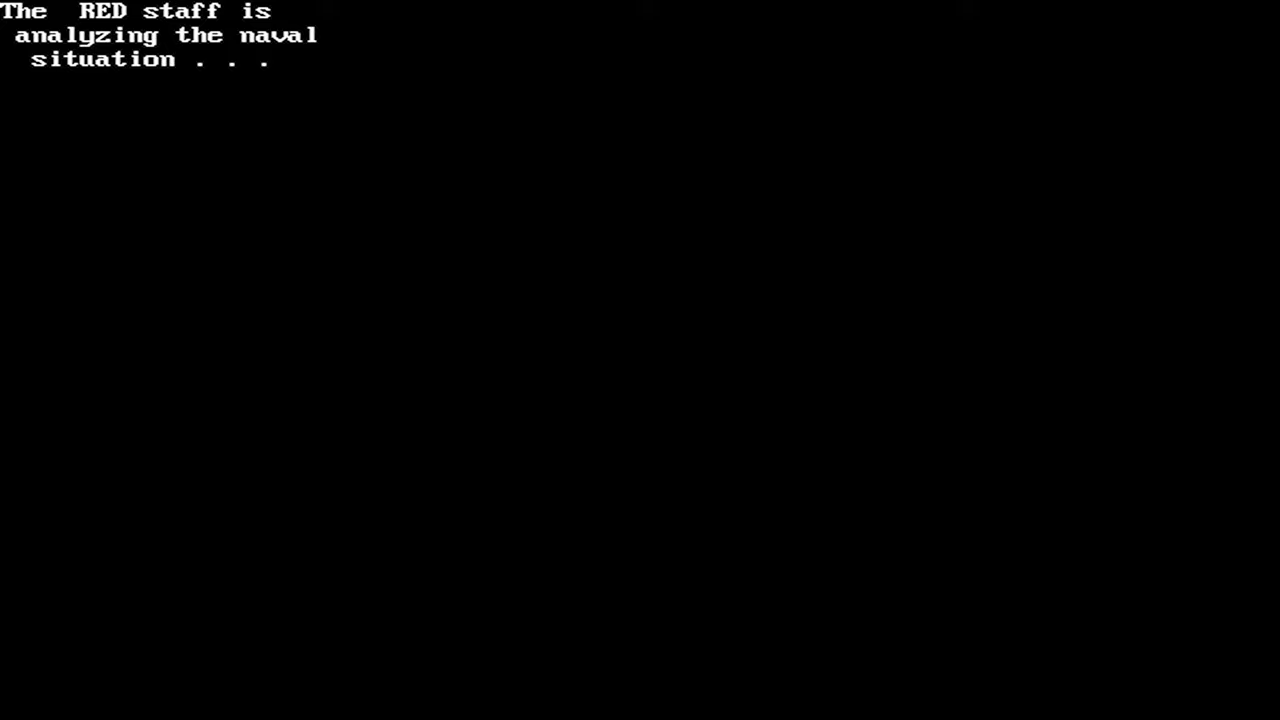 The  RED staff is
 analyzing the naval
  situation . . .